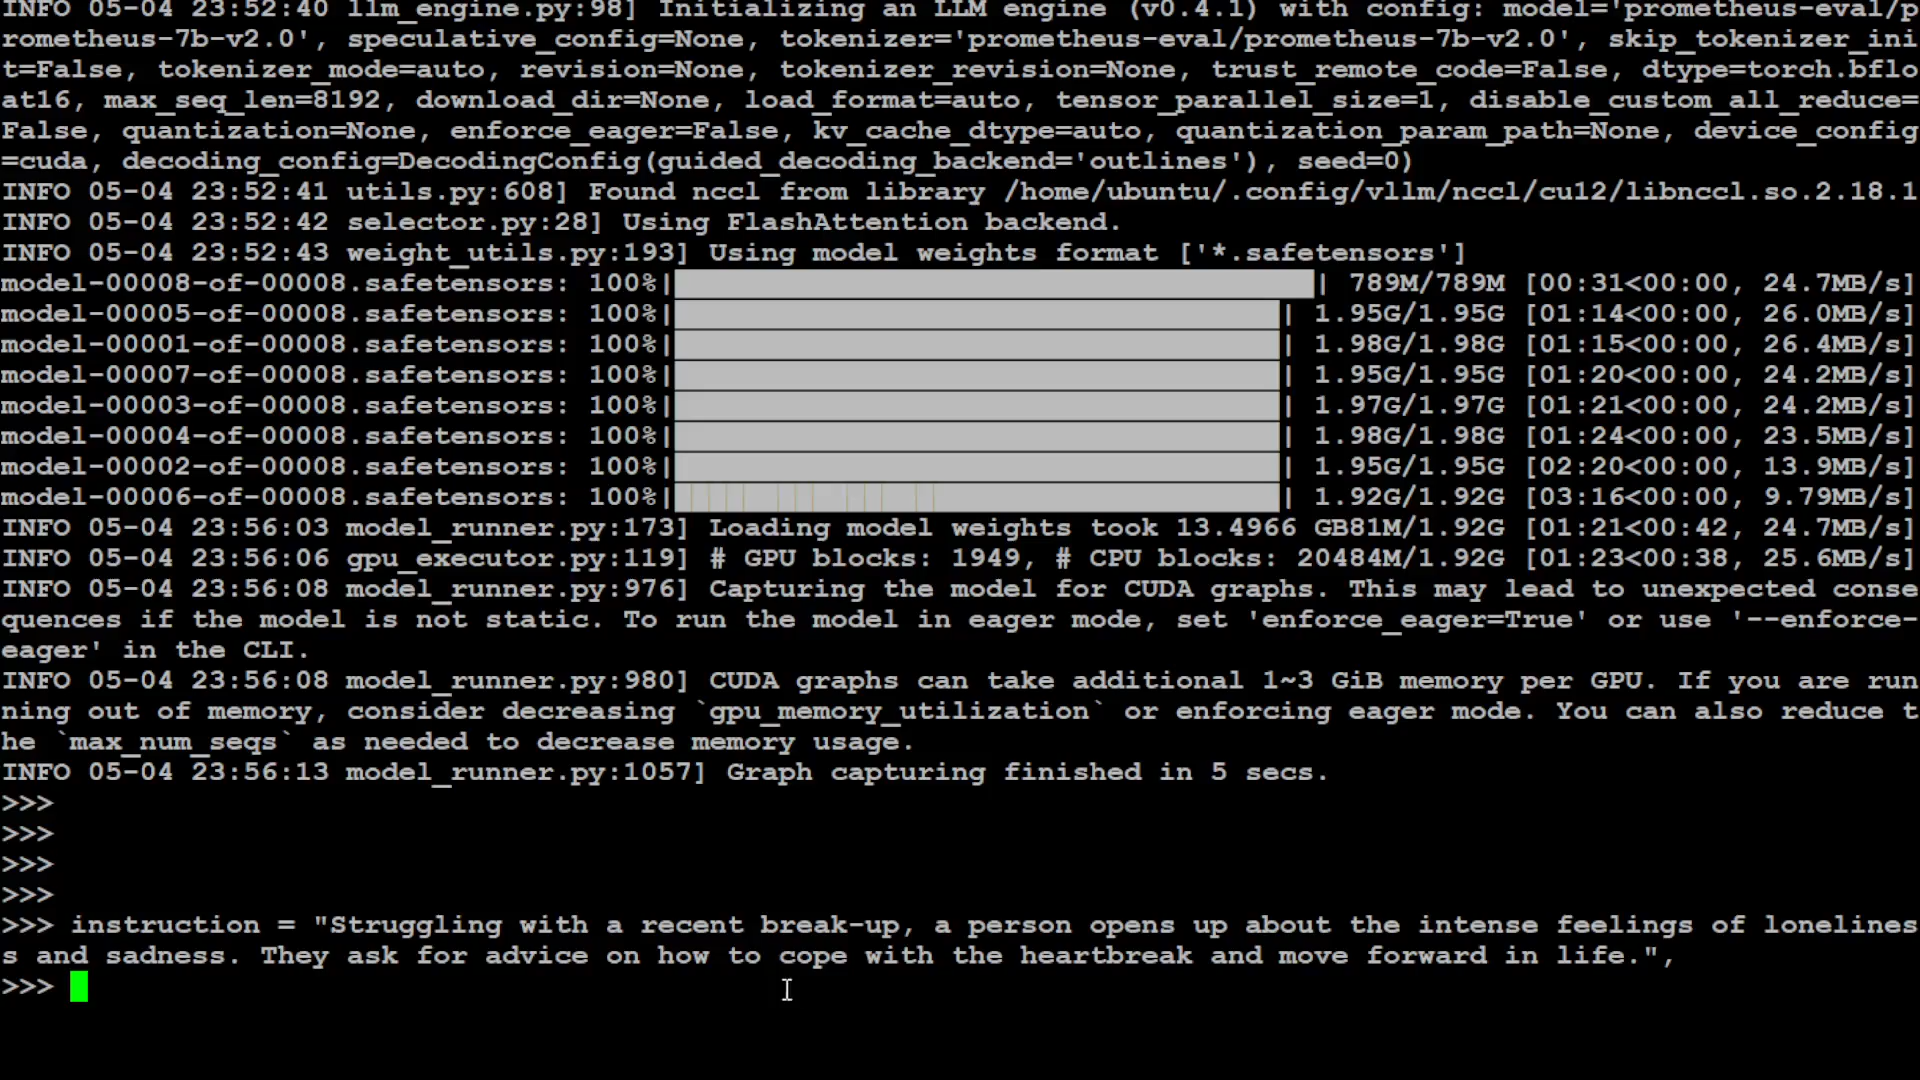 INFO 05-04 23:52:40 llm_engine.py:98] Initializing an LLM engine (v0.4.1) with config: model='prometheus-eval/p
rometheus-7b-v2.0', speculative_config=None, tokenizer='prometheus-eval/prometheus-7b-v2.0', skip_tokenizer_ini
t=False, tokenizer_mode=auto, revision=None, tokenizer_revision=None, trust_remote_code=False, dtype=torch.bflo
at16, max_seq_len=8192, download_dir=None, load_format=auto, tensor_parallel_size=1, disable_custom_all_reduce=
False, quantization=None, enforce_eager=False, kv_cache_dtype=auto, quantization_param_path=None, device_config
=cuda, decoding_config=DecodingConfig(guided_decoding_backend='outlines'), seed=0)
INFO 05-04 23:52:41 utils.py:608] Found nccl from library /home/ubuntu/.config/vllm/nccl/cu12/libnccl.so.2.18.1
INFO 05-04 23:52:42 selector.py:28] Using FlashAttention backend.
INFO 05-04 23:52:43 weight_utils.py:193] Using model weights format ['*.safetensors']
model-00008-of-00008.safetensors: 100%| | 789M/789M [00:31<00:00, 24.7MB/s]
model-00005-of-00008.safetensors: 100%| | 1.95G/1.95G [01:14<00:00, 26.0MB/s]
model-00001-of-00008.safetensors: 100%| | 1.98G/1.98G [01:15<00:00, 26.4MB/s]
model-00007-of-00008.safetensors: 100%| | 1.95G/1.95G [01:20<00:00, 24.2MB/s]
model-00003-of-00008.safetensors: 100%| | 1.97G/1.97G [01:21<00:00, 24.2MB/s]
model-00004-of-00008.safetensors: 100%| | 1.98G/1.98G [01:24<00:00, 23.5MB/s]
model-00002-of-00008.safetensors: 100%| | 1.95G/1.95G [02:20<00:00, 13.9MB/s]
model-00006-of-00008.safetensors: 100%| | 1.92G/1.92G [03:16<00:00, 9.79MB/s]
INFO 05-04 23:56:03 model_runner.py:173] Loading model weights took 13.4966 GB81M/1.92G [01:21<00:42, 24.7MB/s]
INFO 05-04 23:56:06 gpu_executor.py:119] # GPU blocks: 1949, # CPU blocks: 20484M/1.92G [01:23<00:38, 25.6MB/s]
INFO 05-04 23:56:08 model_runner.py:976] Capturing the model for CUDA graphs. This may lead to unexpected conse
quences if the model is not static. To run the model in eager mode, set 'enforce_eager=True' or use '--enforce-
eager' in the CLI.
INFO 05-04 23:56:08 model_runner.py:980] CUDA graphs can take additional 1~3 GiB memory per GPU. If you are run
ning out of memory, consider decreasing `gpu_memory_utilization` or enforcing eager mode. You can also reduce t
he `max_num_seqs` as needed to decrease memory usage.
INFO 05-04 23:56:13 model_runner.py:1057] Graph capturing finished in 5 secs.
>>>
>>>
>>>
>>>
>>> instruction = "Struggling with a recent break-up, a person opens up about the intense feelings of lonelines
s and sadness. They ask for advice on how to cope with the heartbreak and move forward in life.",
>>>